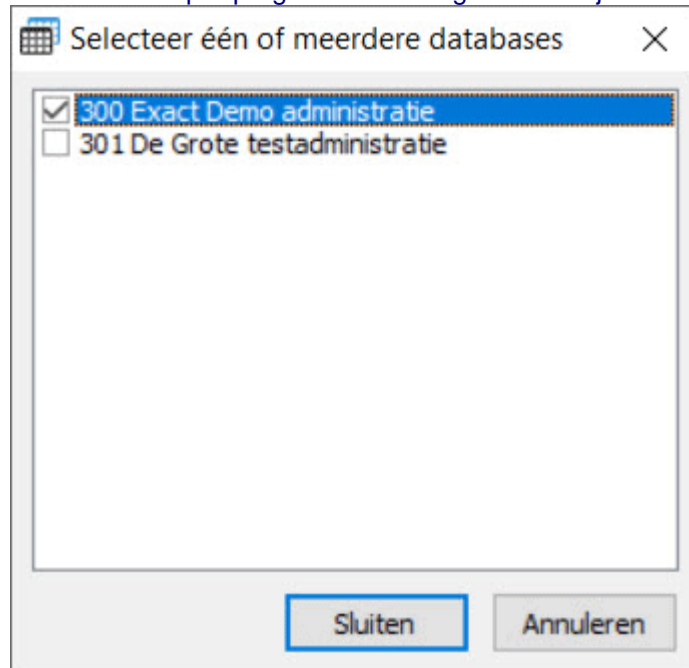 Selecteer één of meerdere databases
300 Exact Demo administratie
301 De Grote testadministratie
Sluiten
Annuleren